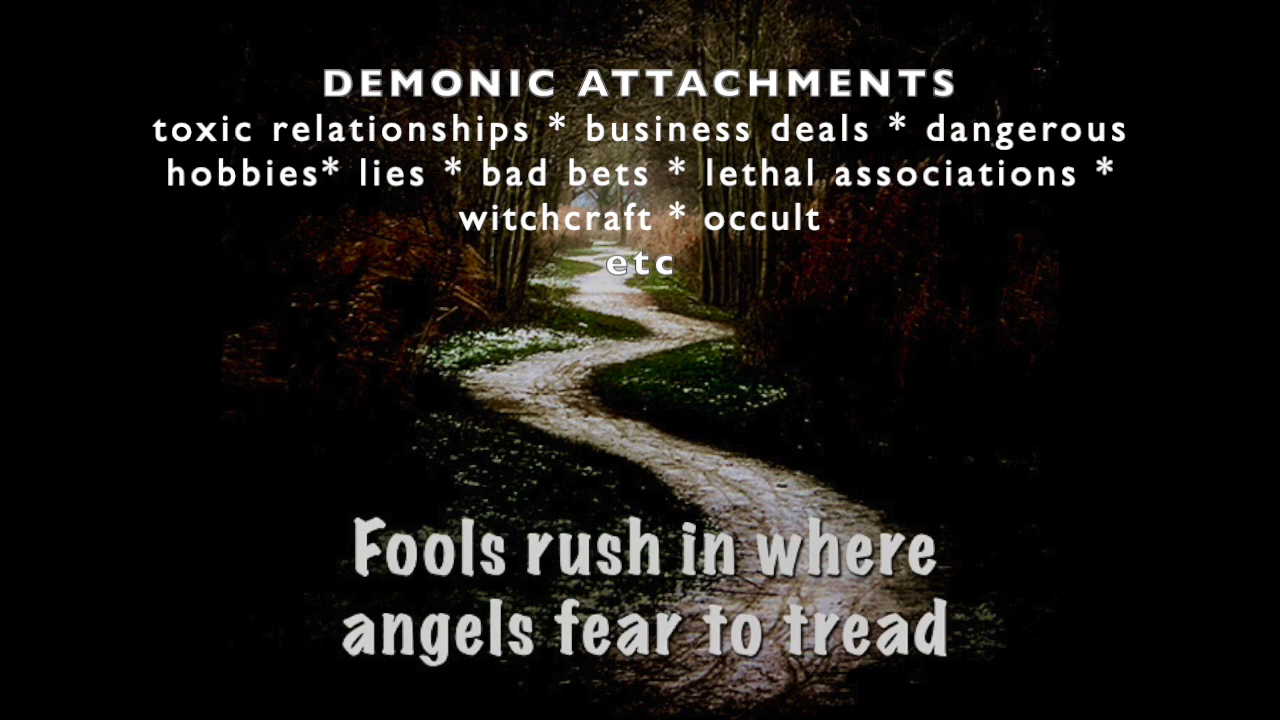 DEMONIC ATTACHMENTS
toxic relationships * business deals * dangerous
hobbies* lies * bad bets * lethal associations *
witchcraft * occult
etc
Fools rush in where
angels fear to tread